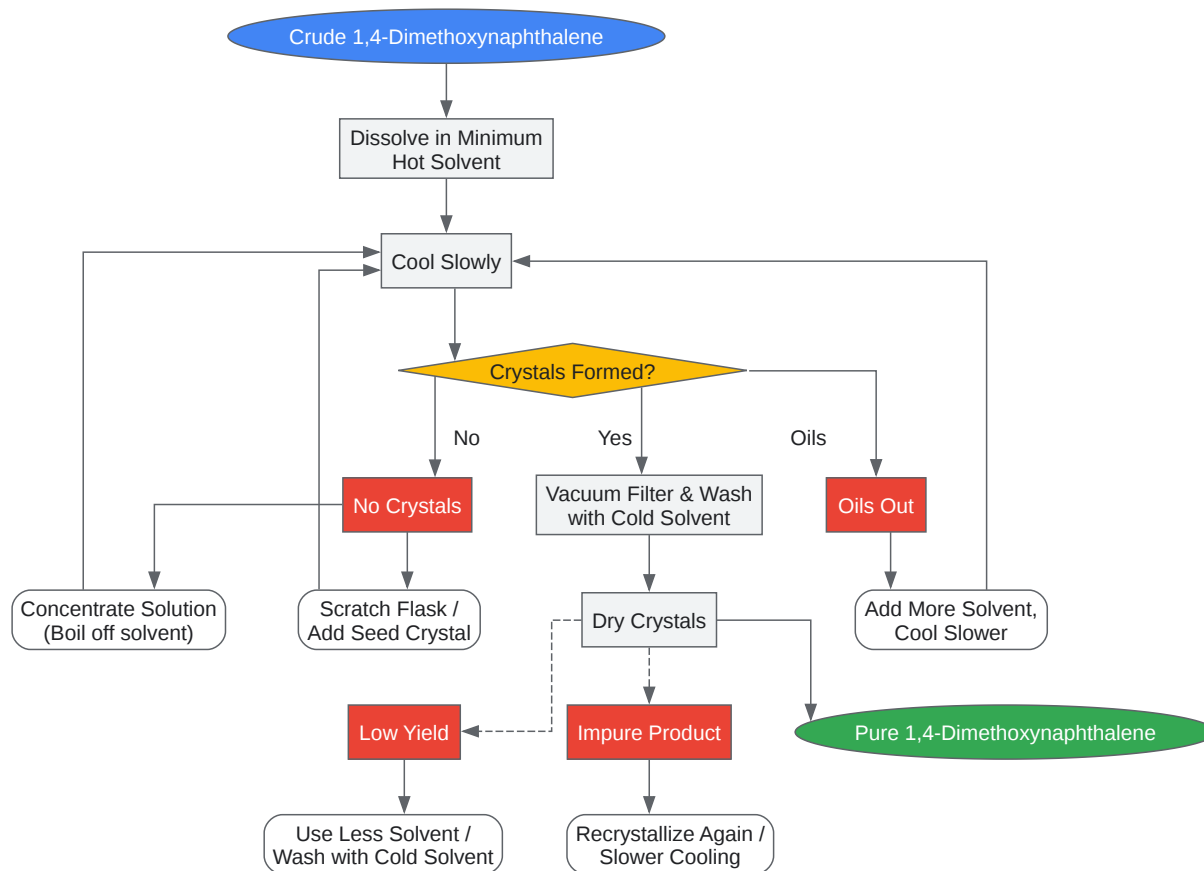 Crude 1,4-Dimethoxynaphthalene
Dissolve in Minimum
Hot Solvent
Cool Slowly
Crystals Formed?
No
Yes
Oils
No Crystals
Vacuum Filter & Wash
with Cold Solvent
Oils Out
Concentrate Solution
(Boil off solvent)
Scratch Flask /
Add Seed Crystal
Dry Crystals
Add More Solvent,
Cool Slower
Low Yield
Impure Product
Pure 1,4-Dimethoxynaphthalene
Use Less Solvent /
Wash with Cold Solvent
Recrystallize Again /
Slower Cooling